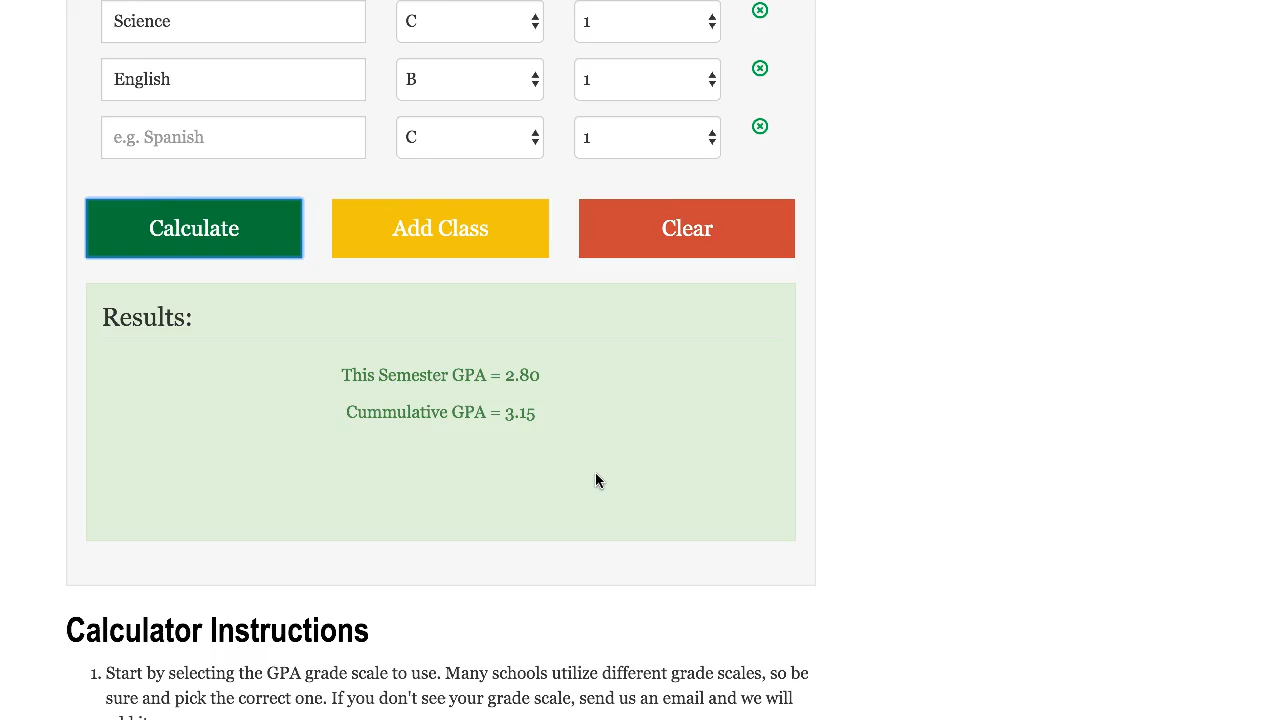 Science C 1
English B 1
e.g. Spanish C 1
Calculate Add Class Clear
Results:
This Semester GPA = 2.80
Cummulative GPA = 3.15
Calculator Instructions
1. Start by selecting the GPA grade scale to use. Many schools utilize different grade scales, so be
sure and pick the correct one. If you don't see your grade scale, send us an email and we will